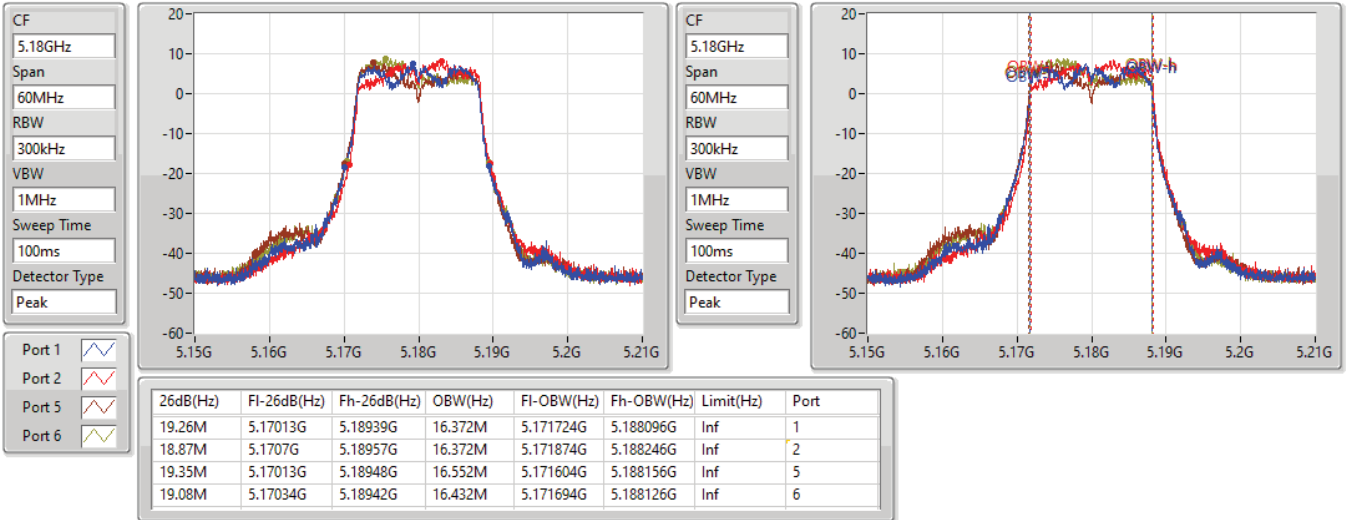 CF
5.18GHz
Span
60MHz
RBW
300kHz
VBW
1MHz
Sweep Time
100ms
Detector Type
Peak
20-
10-
0-
-10-
-20-
-30-
-40-
-50-
-60-
5.15G 5.16G 5.17G 5.18G 5.19G 5.2G 5.21G
CF
5.18GHz
Span
60MHz
RBW
300kHz
VBW
1MHz
Sweep Time
100ms
Detector Type
Peak
20-
10-
0-
-10-
-20-
-30-
-40-
-50-
-60-
OBW-h
5.15G 5.16G 5.17G 5.18G 5.19G 5.2G 5.21G
Port 1
Port 2
Port 5
Port 6
26dB(Hz) Fl-26dB(Hz) Fh-26dB(Hz) OBW(Hz) Fl-OBW(Hz) Fh-OBW(Hz) Limit(Hz) Port
19.26M 5.17013G 5.18939G 16.372M 5.171724G 5.188096G Inf 1
18.87M 5.1707G 5.18957G 16.372M 5.171874G 5.188246G Inf 2
19.35M 5.17013G 5.18948G 16.552M 5.171604G 5.188156G Inf 5
19.08M 5.17034G 5.18942G 16.432M 5.171694G 5.188126G Inf 6